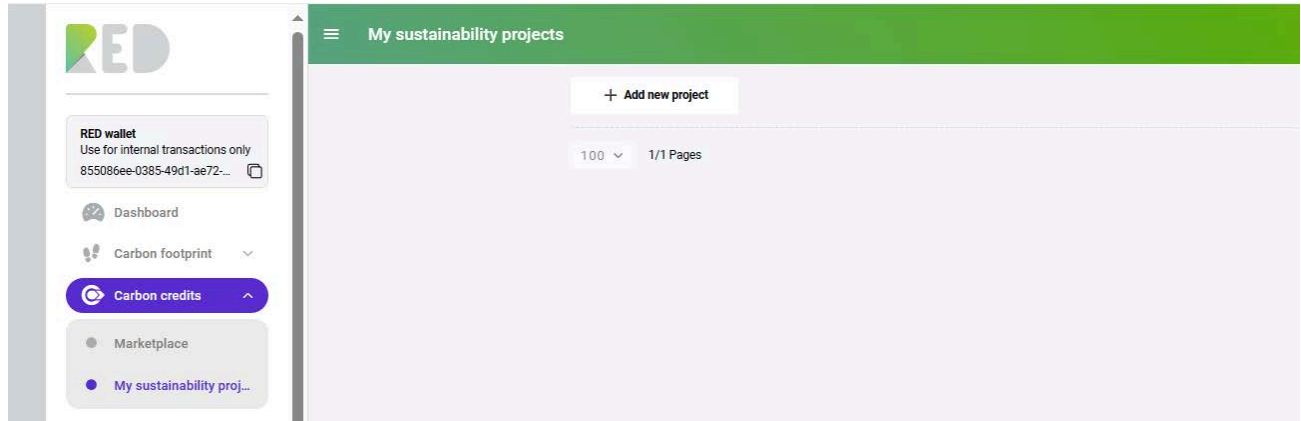 RED
RED wallet
Use for internal transactions only
855086ee-0385-49d1-ae72-...
Dashboard
Carbon footprint
Carbon credits
Marketplace
My sustainability proj...
My sustainability projects
+ Add new project
100 1/1 Pages